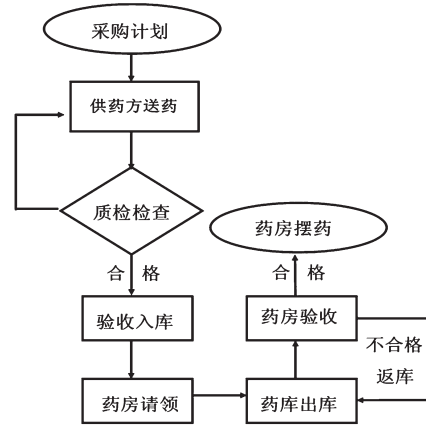 采购计划
供药方送药
质检检查
药房摆药
合格
合格
验收入库
药房验收
不合格
返库
药房请领
药库出库